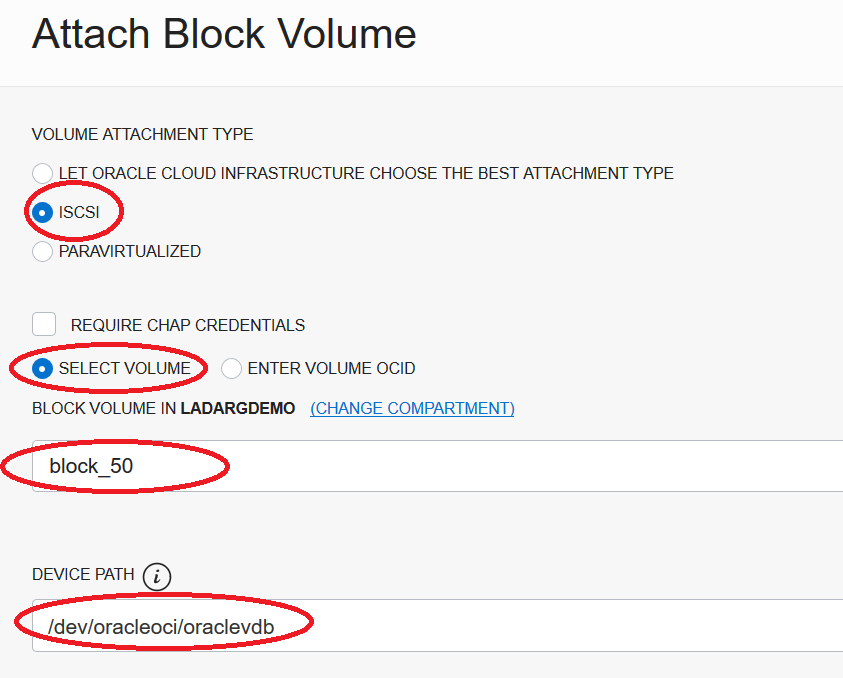 Attach Block Volume
VOLUME ATTACHMENT TYPE
LET ORACLE CLOUD INFRASTRUCTURE CHOOSE THE BEST ATTACHMENT TYPE
ISCSI
PARAVIRTUALIZED
REQUIRE CHAP CREDENTIALS
SELECT VOLUME ENTER VOLUME OCID
BLOCK VOLUME IN LADARGDEMO (CHANGE COMPARTMENT)
block_50
DEVICE PATH i
/dev/oracleoci/oraclevdb